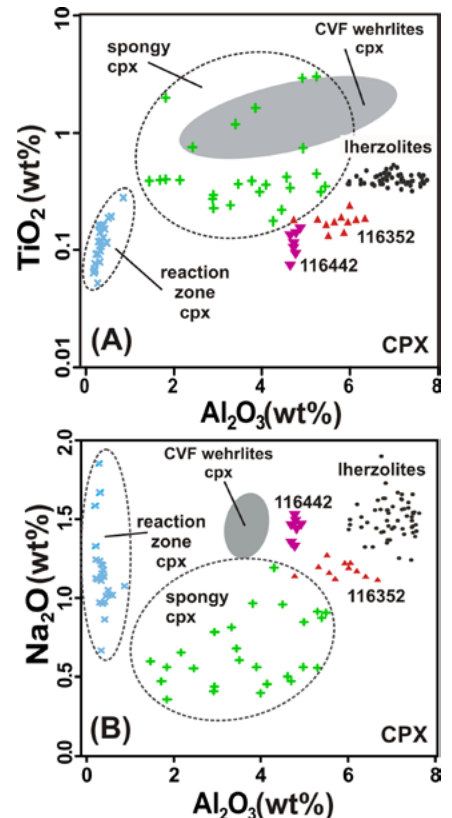 TiO2 (wt%)
10
1
0.1
0.01
spongy
cpx
CVF wehrlites
cpx
lherzolites
116352
116442
reaction
zone
cpx
(A)
CPX
0 2 4 6 8
Al2O3(wt%)
Na2O(wt%)
2.0
1.5
1.0
0.5
0.0
CVF wehrlites
cpx
lherzolites
116442
reaction
zone
cpx
116352
spongy
cpx
(B)
CPX
0 2 4 6 8
Al2O3(wt%)